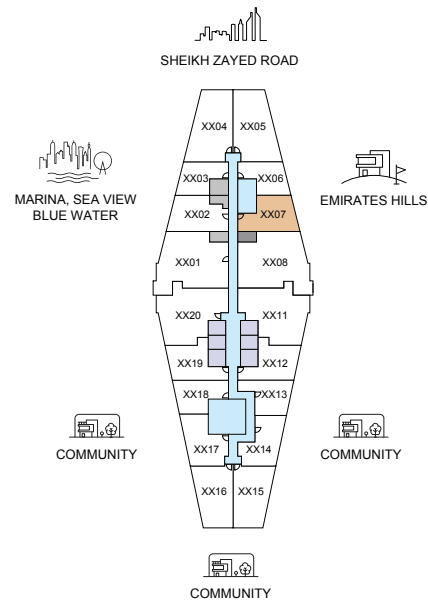 SHEIKH ZAYED ROAD
XX04 XX05
MARINA, SEA VIEW
BLUE WATER
XX03 XX06
EMIRATES HILLS
XX02 XX07
XX01 XX08
XX20 XX11
XX19 XX12
XX18 XX13
COMMUNITY
XX17 XX14
COMMUNITY
XX16 XX15
COMMUNITY